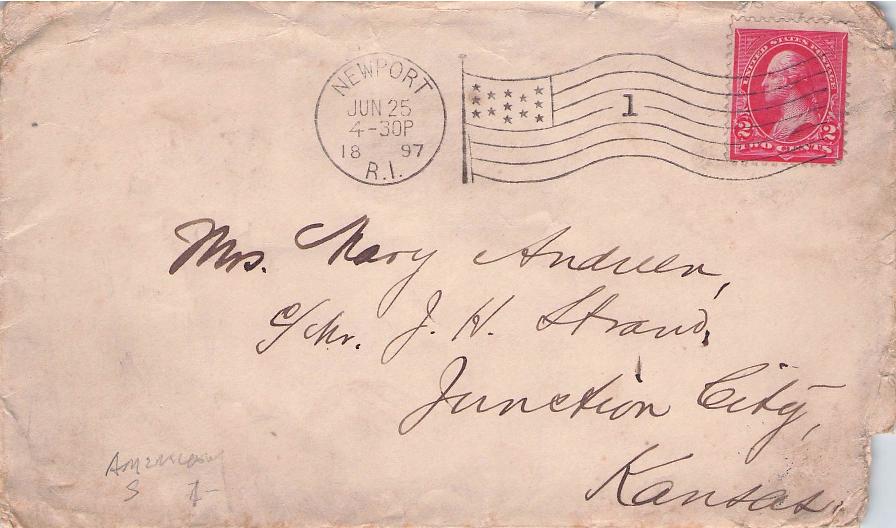 NEWPORT
JUN 25
4-30P
18 97
R.I.
1
UNITED STATES POSTAGE
2 2
TWO CENTS
Mrs. Mary Andreen,
c/Mr. J. H. Strand,
Junction City,
Kansas.
American